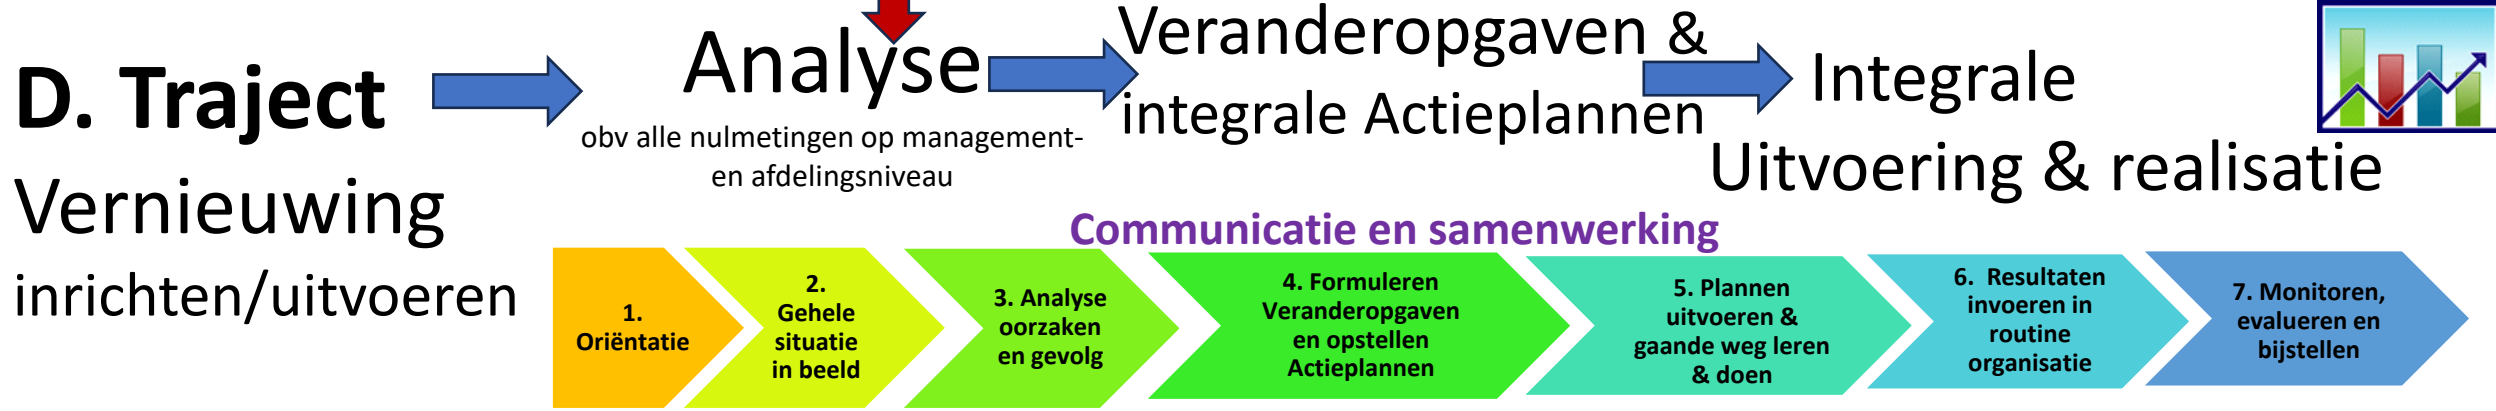 D. Traject
Vernieuwing
inrichten/uitvoeren
Analyse
obv alle nulmetingen op management-
en afdelingsniveau
Veranderopgaven &
integrale Actieplannen
Integrale
Uitvoering & realisatie
Communicatie en samenwerking
1.
Oriëntatie
2.
Gehele
situatie
in beeld
3. Analyse
oorzaken
en gevolg
4. Formuleren
Veranderopgaven
en opstellen
Actieplannen
5. Plannen
uitvoeren &
gaande weg leren
& doen
6. Resultaten
invoeren in
routine
organisatie
7. Monitoren,
evalueren en
bijstellen